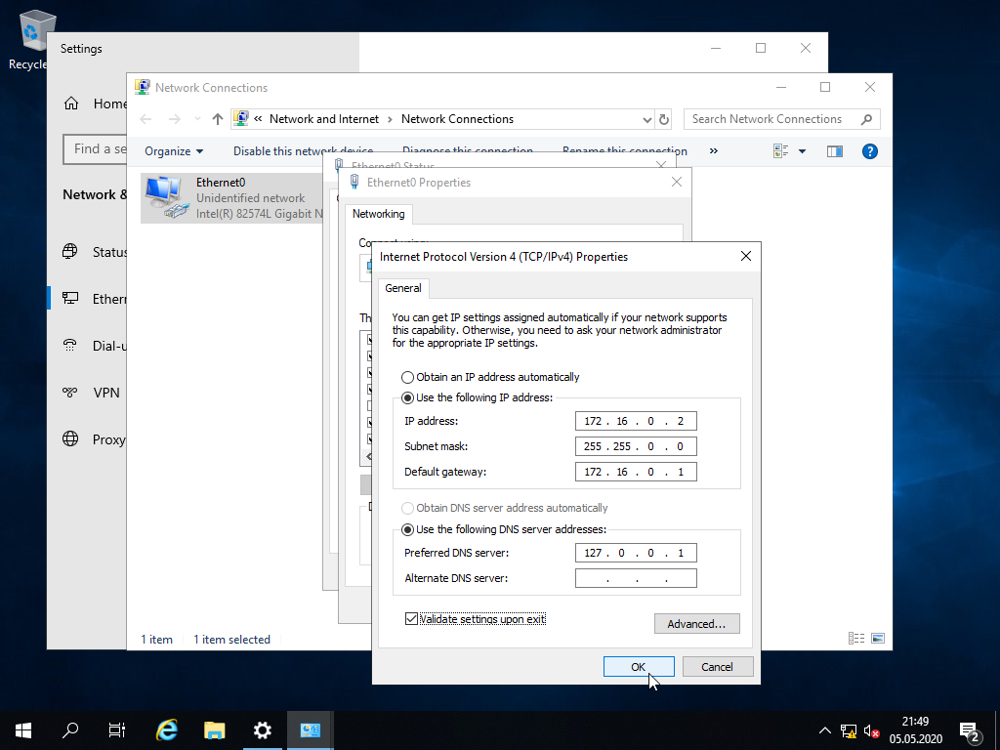 Recycle
Settings
Home
Find a se
Network &
Status
Ethern
Dial-u
VPN
Proxy
Network Connections
« Network and Internet > Network Connections
Search Network Connections
Organize Disable this network device Diagnose this connection Rename this connection »
Ethernet0
Unidentified network
Intel(R) 82574L Gigabit N
Ethernet0 Status
Ethernet0 Properties
Networking
Connect using:
Th
Internet Protocol Version 4 (TCP/IPv4) Properties
General
You can get IP settings assigned automatically if your network supports
this capability. Otherwise, you need to ask your network administrator
for the appropriate IP settings.
Obtain an IP address automatically
Use the following IP address:
IP address: 172 . 16 . 0 . 2
Subnet mask: 255 . 255 . 0 . 0
Default gateway: 172 . 16 . 0 . 1
Obtain DNS server address automatically
Use the following DNS server addresses:
Preferred DNS server: 127 . 0 . 0 . 1
Alternate DNS server: . . .
Validate settings upon exit
Advanced...
OK Cancel
1 item 1 item selected
21:49
05.05.2020
2